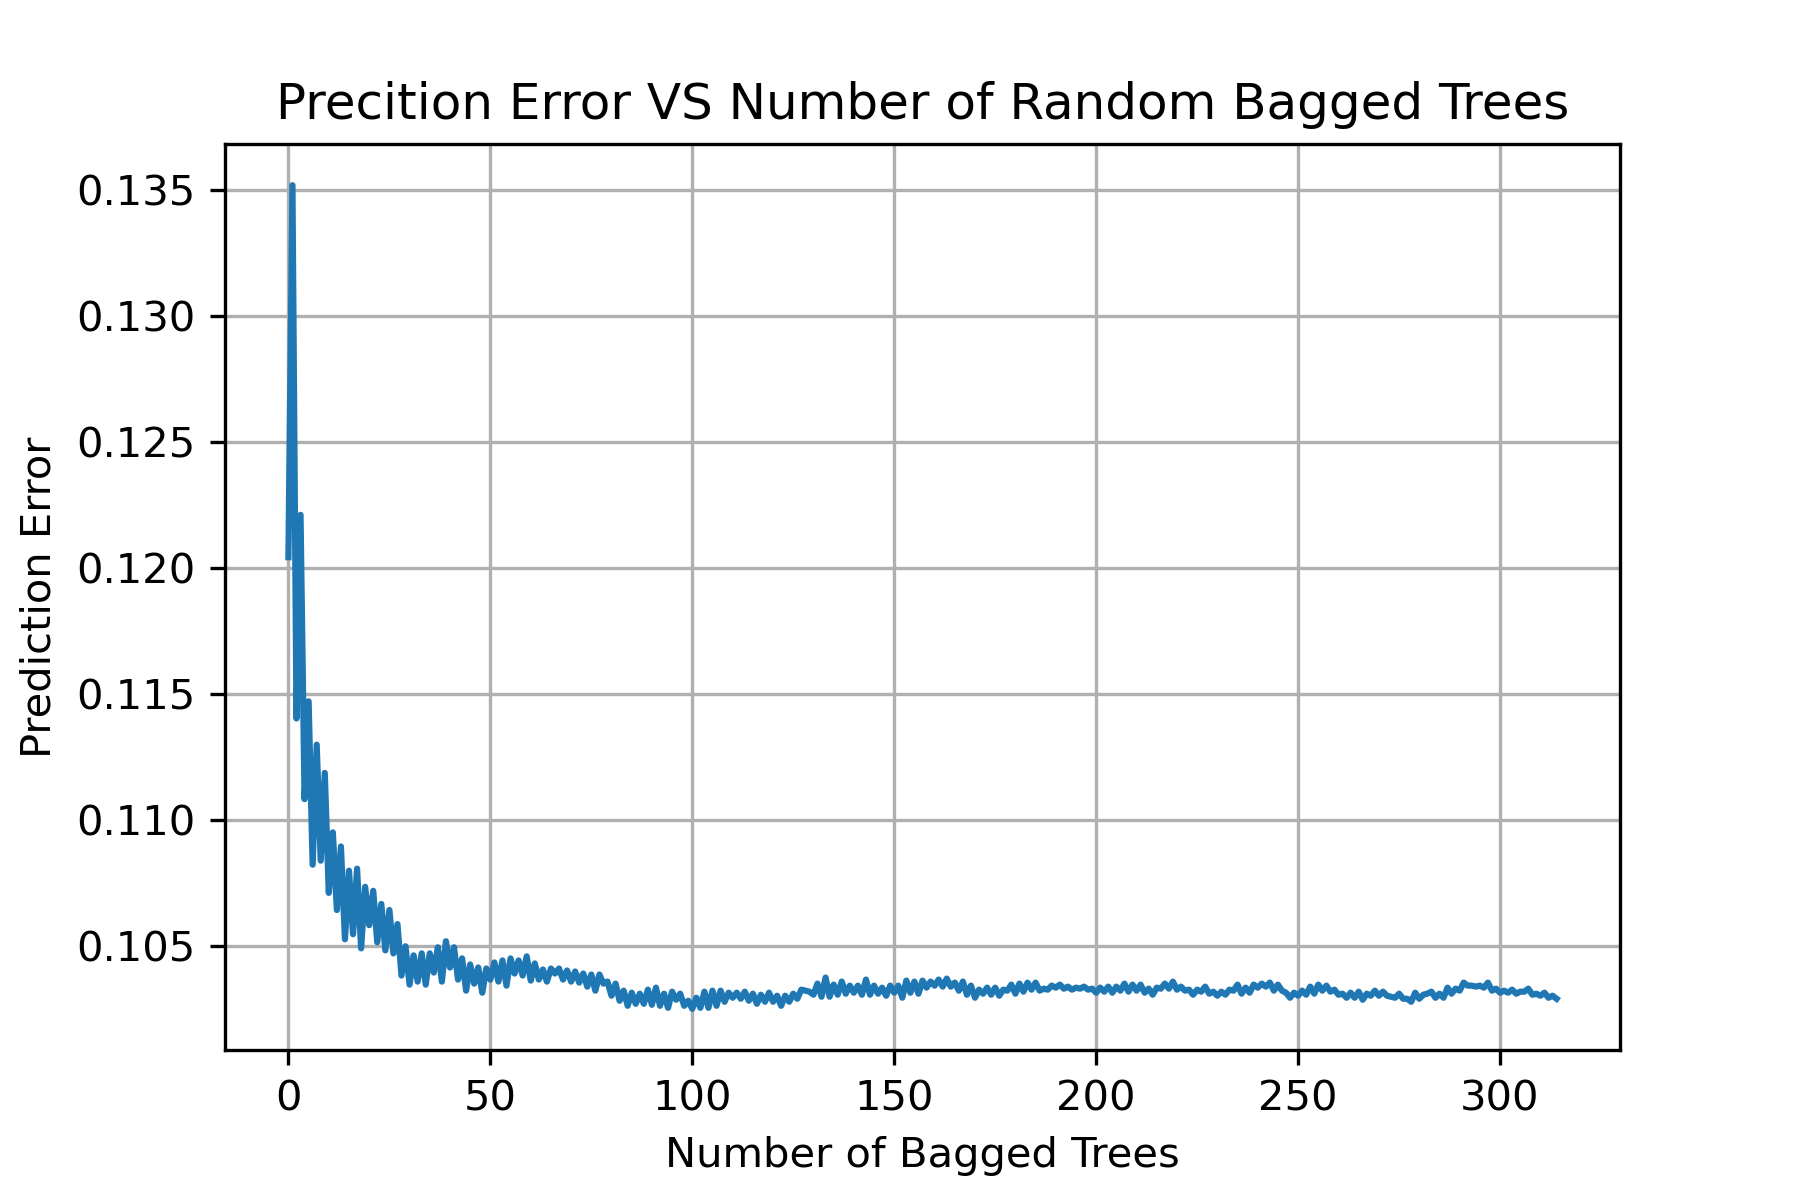 Precition Error VS Number of Random Bagged Trees
0.135
0.130
0.125
0.120
0.115
0.110
0.105
Prediction Error
0 50 100 150 200 250 300
Number of Bagged Trees